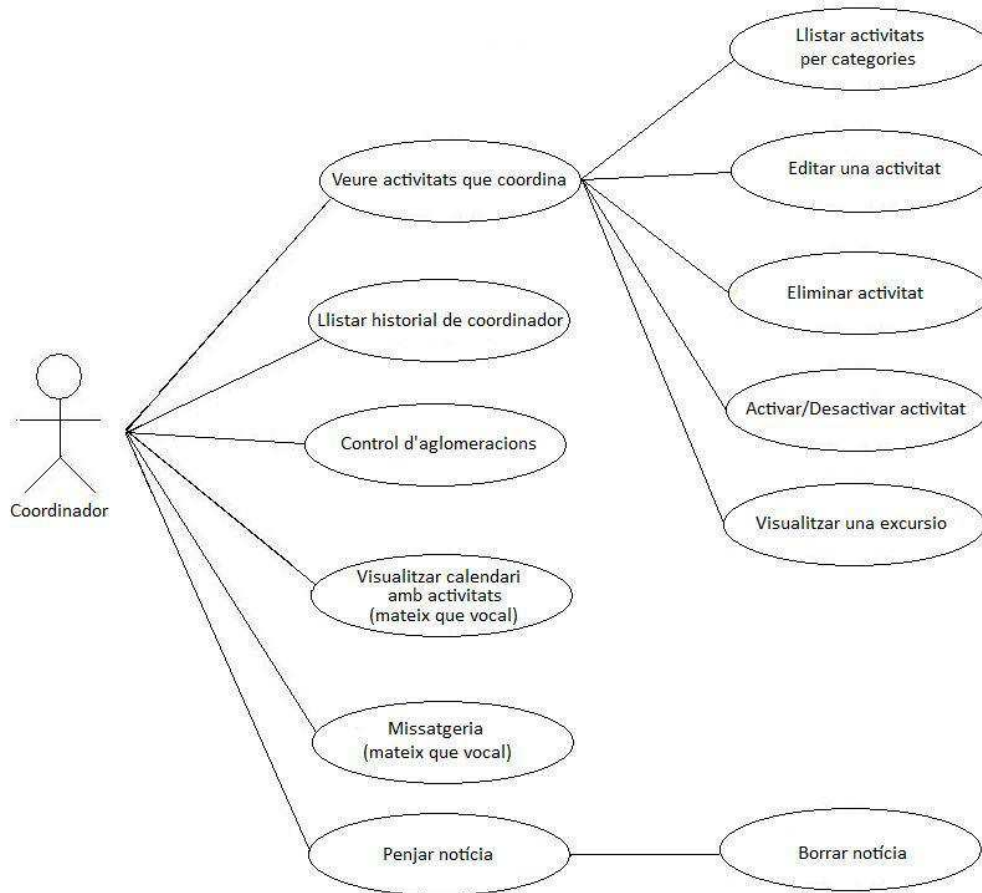 Llistar activitats
per categories
Veure activitats que coordina
Editar una activitat
Eliminar activitat
Llistar historial de coordinador
Activar/Desactivar activitat
Control d'aglomeracions
Coordinador
Visualitzar una excursio
Visualitzar calendari
amb activitats
(mateix que vocal)
Missatgeria
(mateix que vocal)
Penjar notícia
Borrar notícia